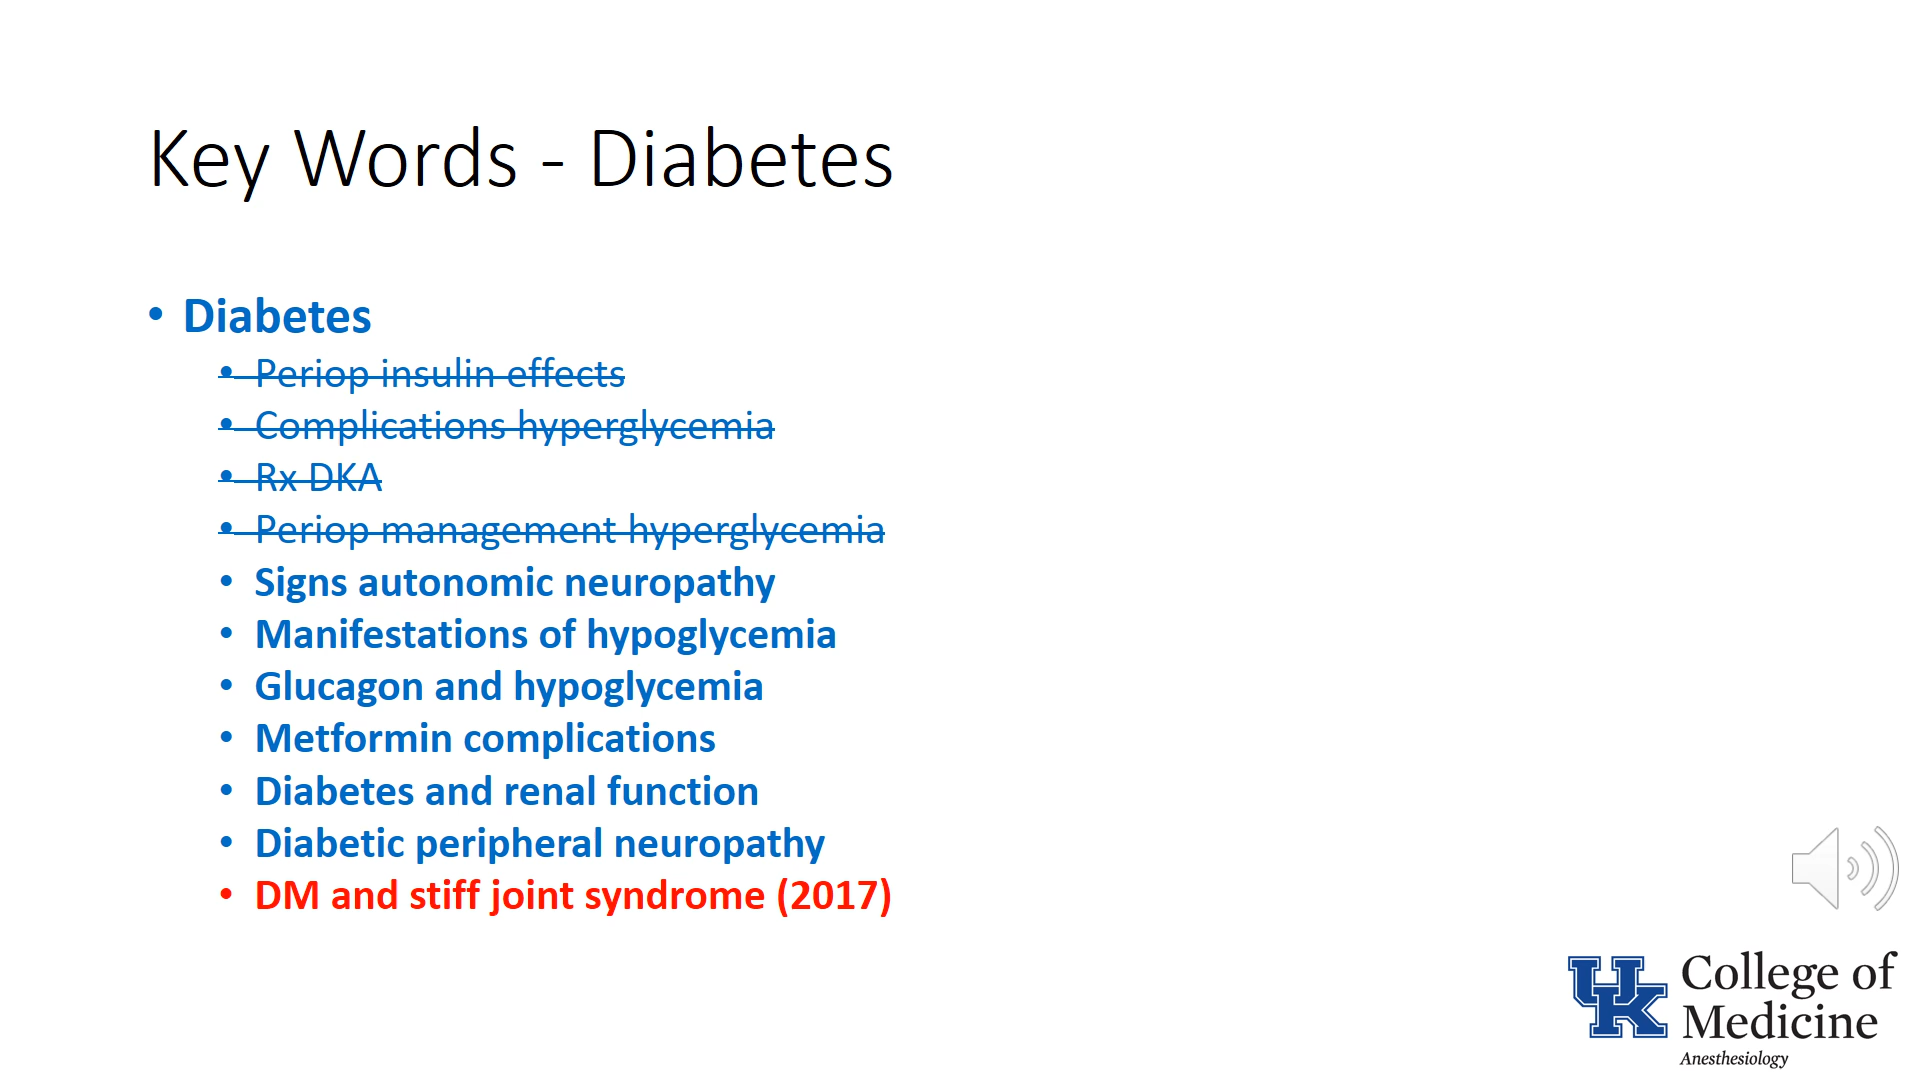 Key Words - Diabetes
• Diabetes
• Periop insulin effects
• Complications hyperglycemia
• Rx DKA
• Periop management hyperglycemia
• Signs autonomic neuropathy
• Manifestations of hypoglycemia
• Glucagon and hypoglycemia
• Metformin complications
• Diabetes and renal function
• Diabetic peripheral neuropathy
• DM and stiff joint syndrome (2017)
UK
College of
Medicine
Anesthesiology